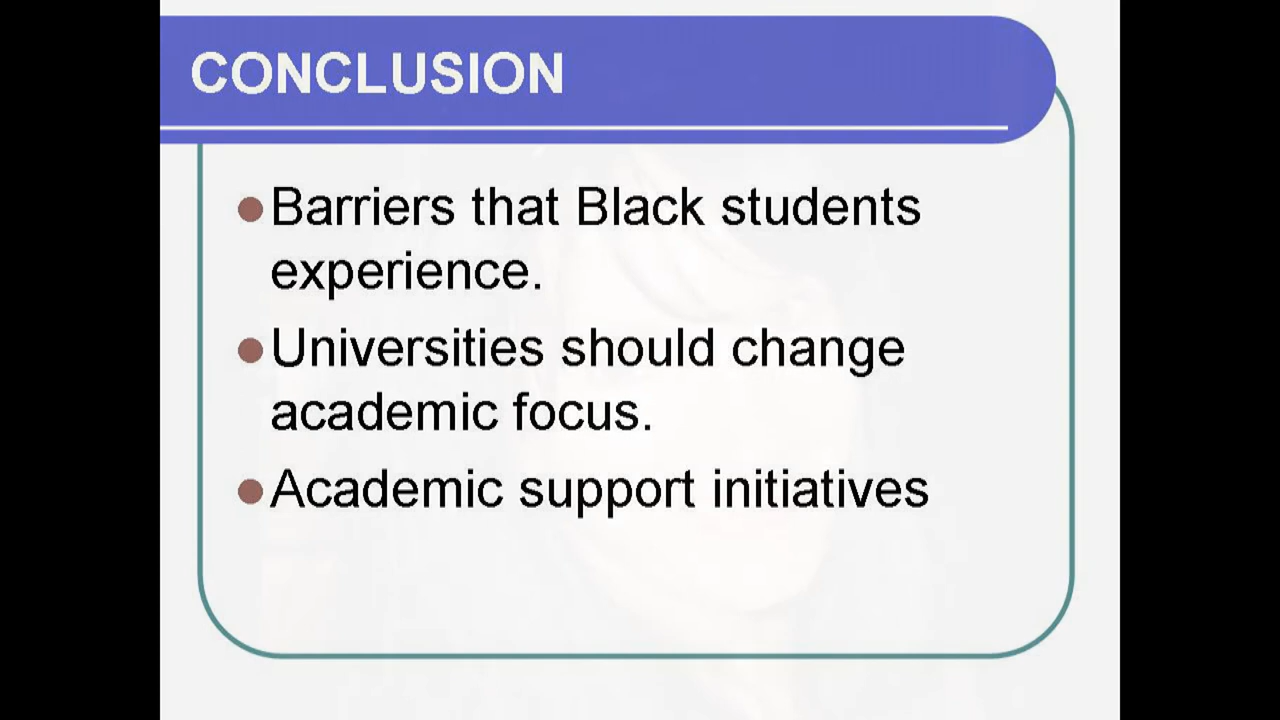 CONCLUSION
Barriers that Black students
experience.
Universities should change
academic focus.
Academic support initiatives